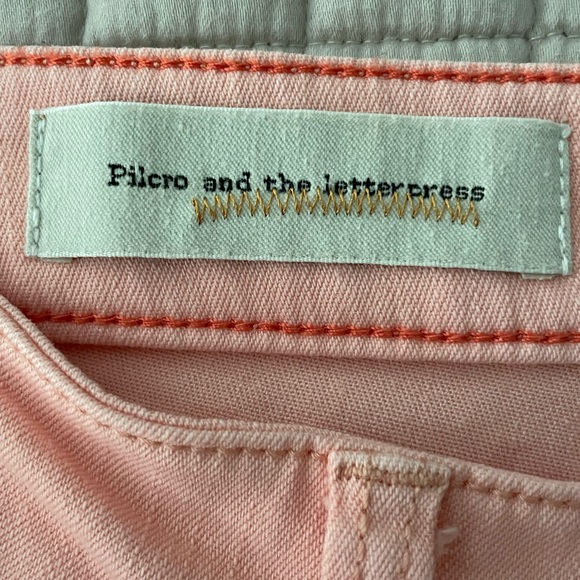 Pilcro and the letterpress